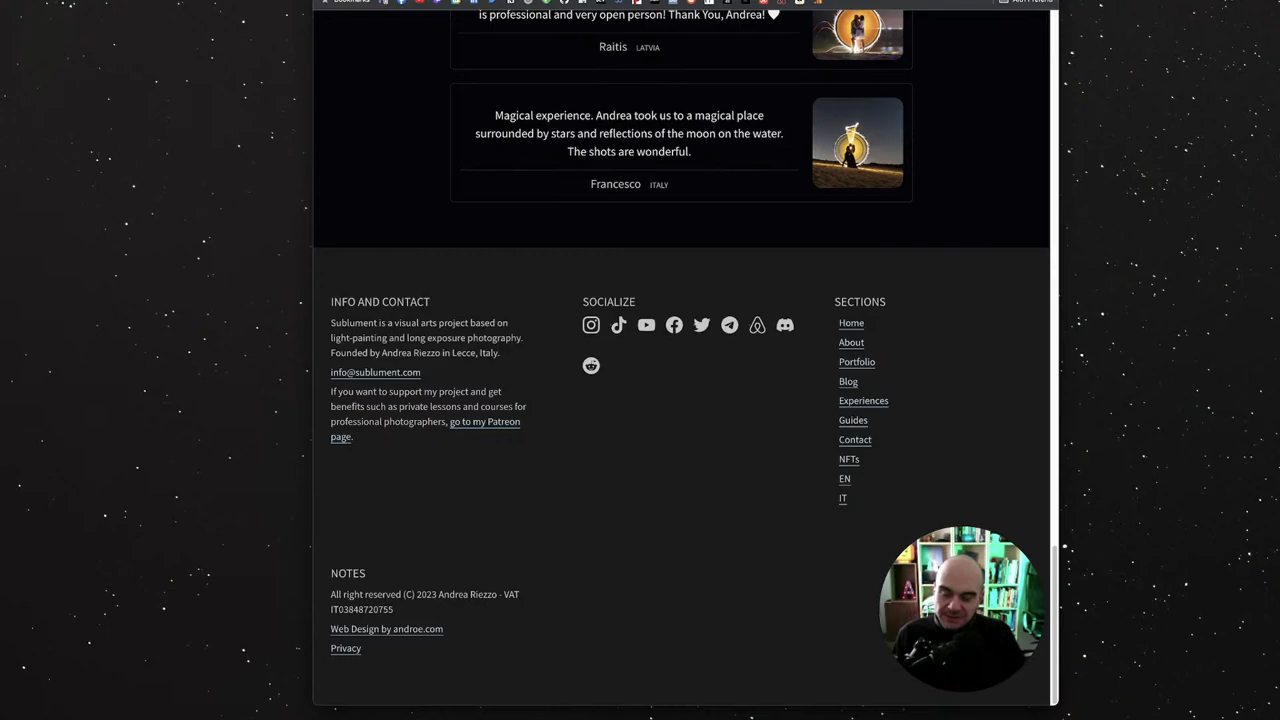 Bookmarks
is professional and very open person! Thank You, Andrea! 🤍
Raitis LATVIA
Magical experience. Andrea took us to a magical place
surrounded by stars and reflections of the moon on the water.
The shots are wonderful.
Francesco ITALY
INFO AND CONTACT
Sublument is a visual arts project based on
light-painting and long exposure photography.
Founded by Andrea Riezzo in Lecce, Italy.
info@sublument.com
If you want to support my project and get
benefits such as private lessons and courses for
professional photographers, go to my Patreon
page.
SOCIALIZE
SECTIONS
Home
About
Portfolio
Blog
Experiences
Guides
Contact
NFTs
EN
IT
NOTES
All right reserved (C) 2023 Andrea Riezzo - VAT
IT03848720755
Web Design by androe.com
Privacy